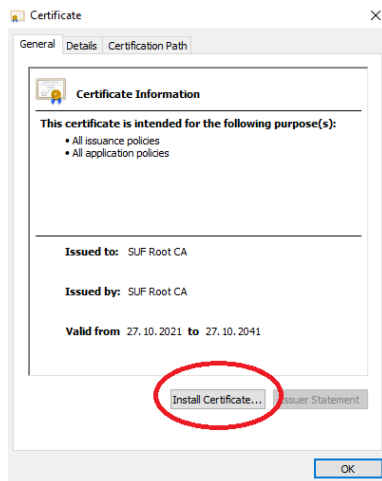 Certificate
General Details Certification Path
Certificate Information
This certificate is intended for the following purpose(s):
• All issuance policies
• All application policies
Issued to: SUF Root CA
Issued by: SUF Root CA
Valid from 27. 10. 2021 to 27. 10. 2041
Install Certificate... Issuer Statement
OK